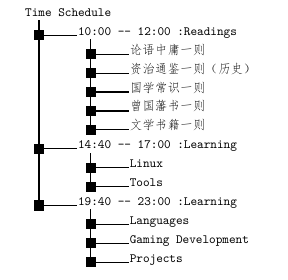 Time Schedule
10:00 -- 12:00 :Readings
论语中庸一则
资治通鉴一则（历史）
国学常识一则
曾国藩书一则
文学书籍一则
14:40 -- 17:00 :Learning
Linux
Tools
19:40 -- 23:00 :Learning
Languages
Gaming Development
Projects